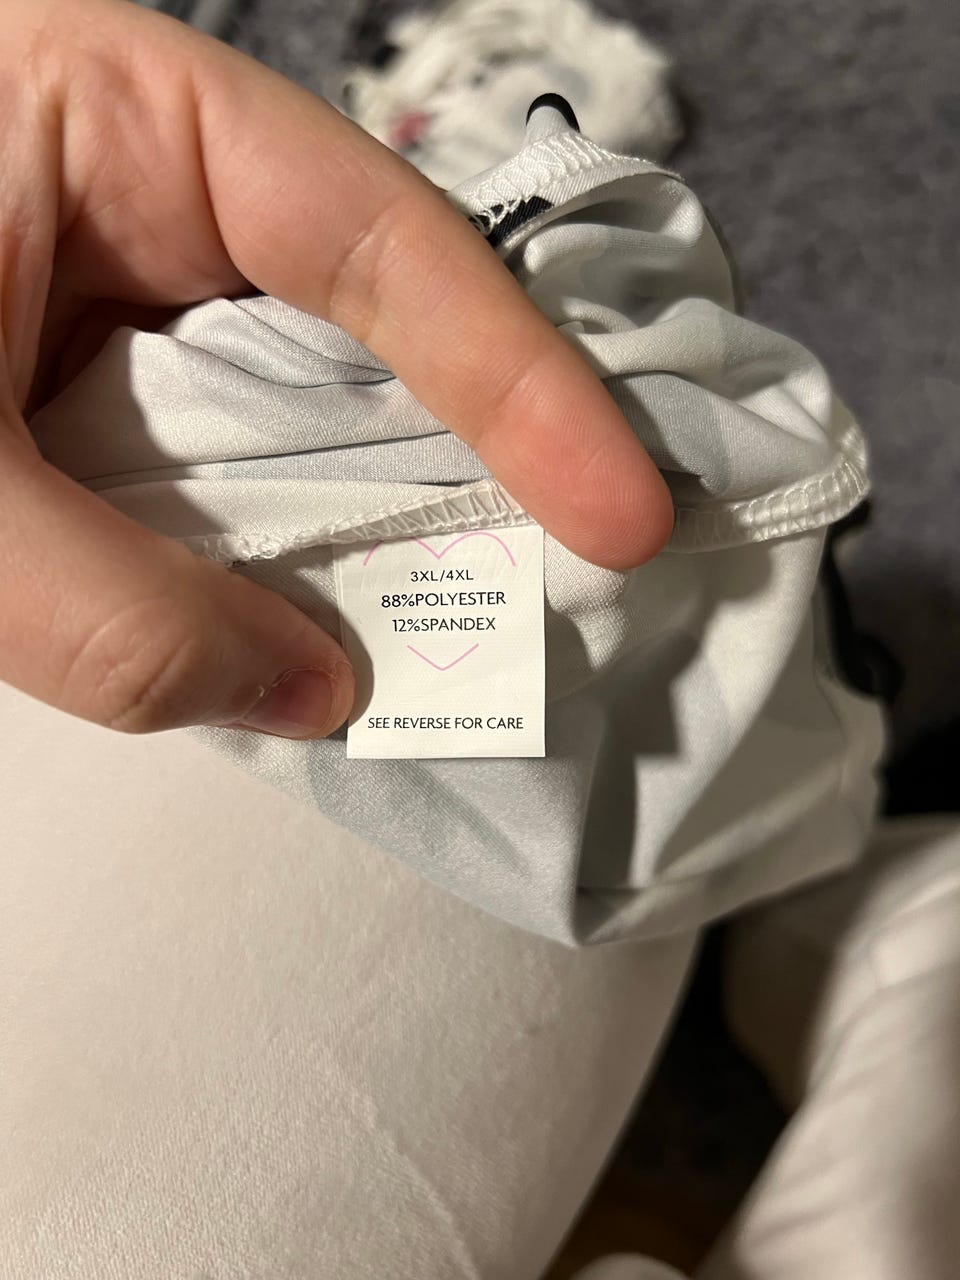 3XL/4XL
88%POLYESTER
12%SPANDEX
SEE REVERSE FOR CARE